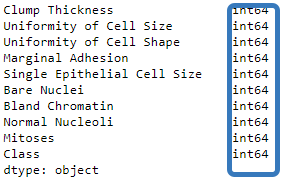 Clump Thickness int64
Uniformity of Cell Size int64
Uniformity of Cell Shape int64
Marginal Adhesion int64
Single Epithelial Cell Size int64
Bare Nuclei int64
Bland Chromatin int64
Normal Nucleoli int64
Mitoses int64
Class int64
dtype: object